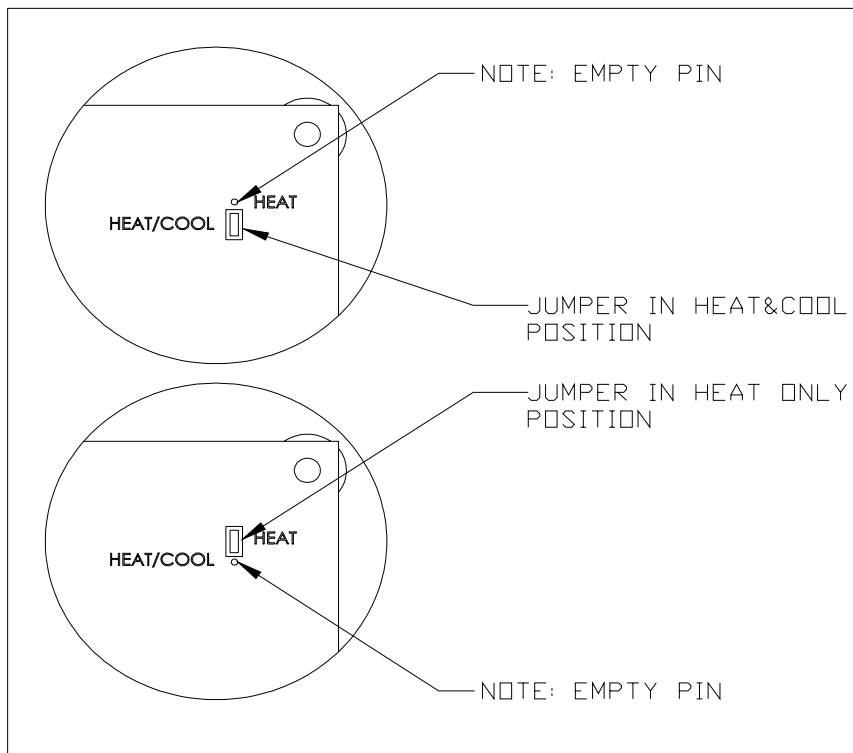 NOTE: EMPTY PIN
HEAT
HEAT/COOL
JUMPER IN HEAT&COOL
POSITION
JUMPER IN HEAT ONLY
POSITION
HEAT
HEAT/COOL
NOTE: EMPTY PIN